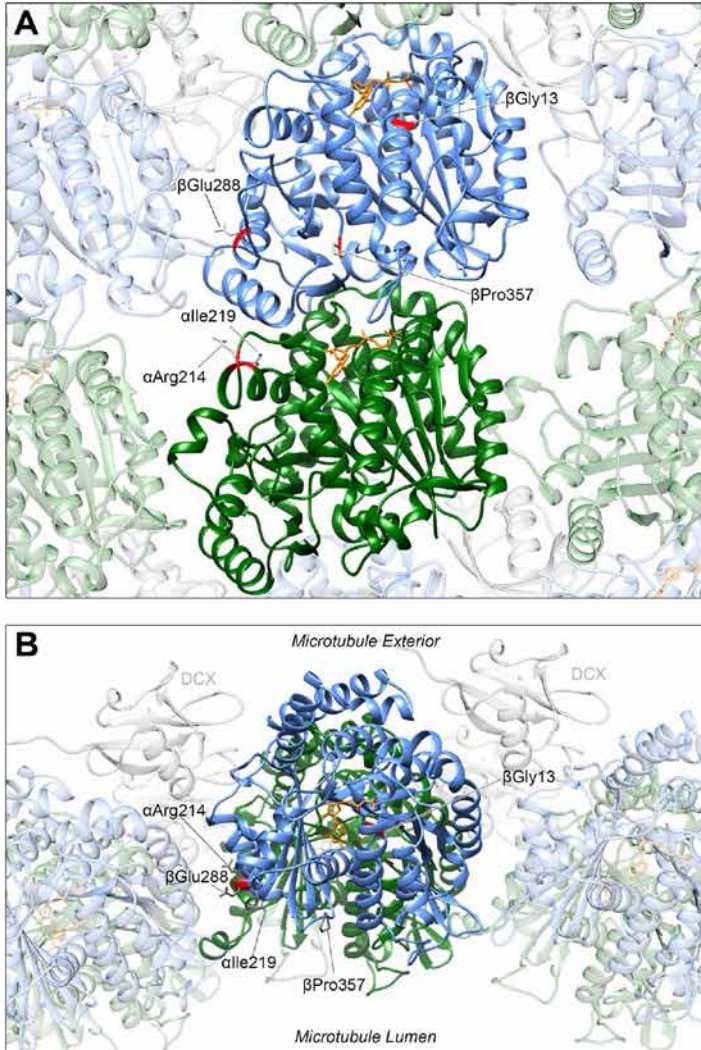 A
βGly13
βGlu288
βPro357
αIle219
αArg214
B
Microtubule Exterior
DCX
DCX
βGly13
αArg214
βGlu288
αIle219
βPro357
Microtubule Lumen